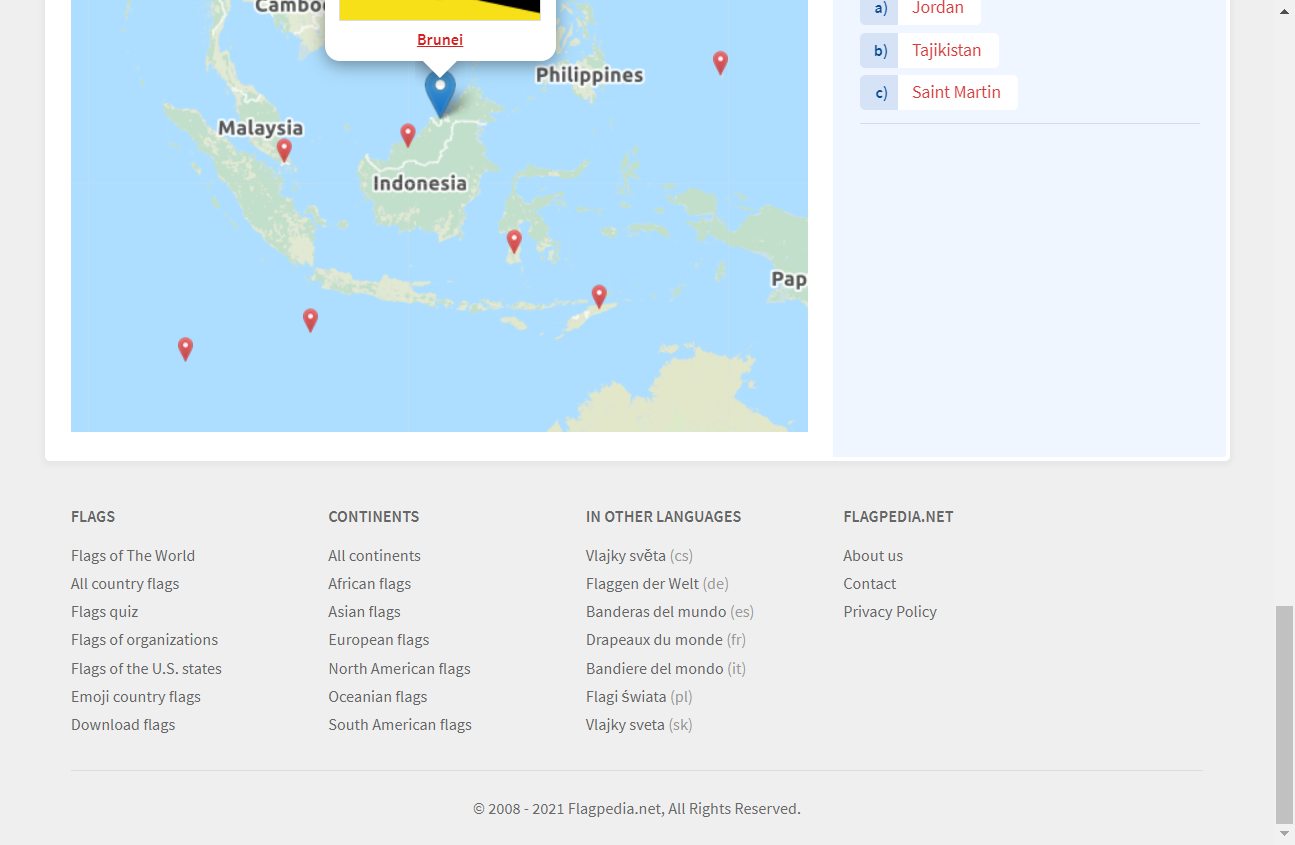 Cambo
Brunei
Philippines
Malaysia
Indonesia
Pap
a) Jordan
b) Tajikistan
c) Saint Martin
FLAGS
Flags of The World
All country flags
Flags quiz
Flags of organizations
Flags of the U.S. states
Emoji country flags
Download flags
CONTINENTS
All continents
African flags
Asian flags
European flags
North American flags
Oceanian flags
South American flags
IN OTHER LANGUAGES
Vlajky světa (cs)
Flaggen der Welt (de)
Banderas del mundo (es)
Drapeaux du monde (fr)
Bandiere del mondo (it)
Flagi świata (pl)
Vlajky sveta (sk)
FLAGPEDIA.NET
About us
Contact
Privacy Policy
© 2008 - 2021 Flagpedia.net, All Rights Reserved.